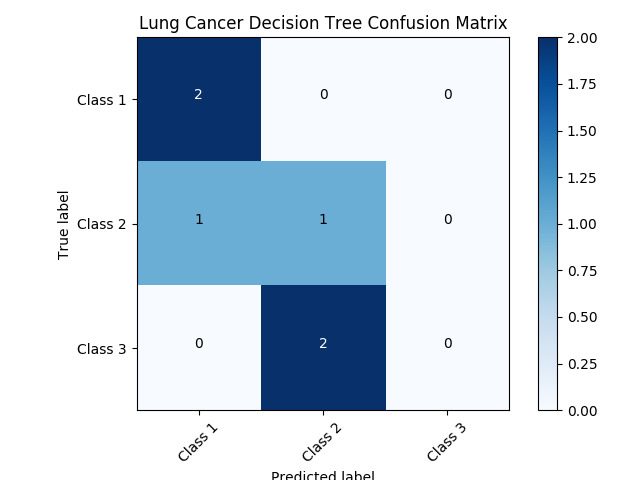 Lung Cancer Decision Tree Confusion Matrix
2.00
Class 1
2
0
0
1.75
1.50
1.25
True label
Class 2
1
1
0
1.00
0.75
0.50
Class 3
0
2
0
0.25
0.00
Class 1
Class 2
Class 3
Predicted label